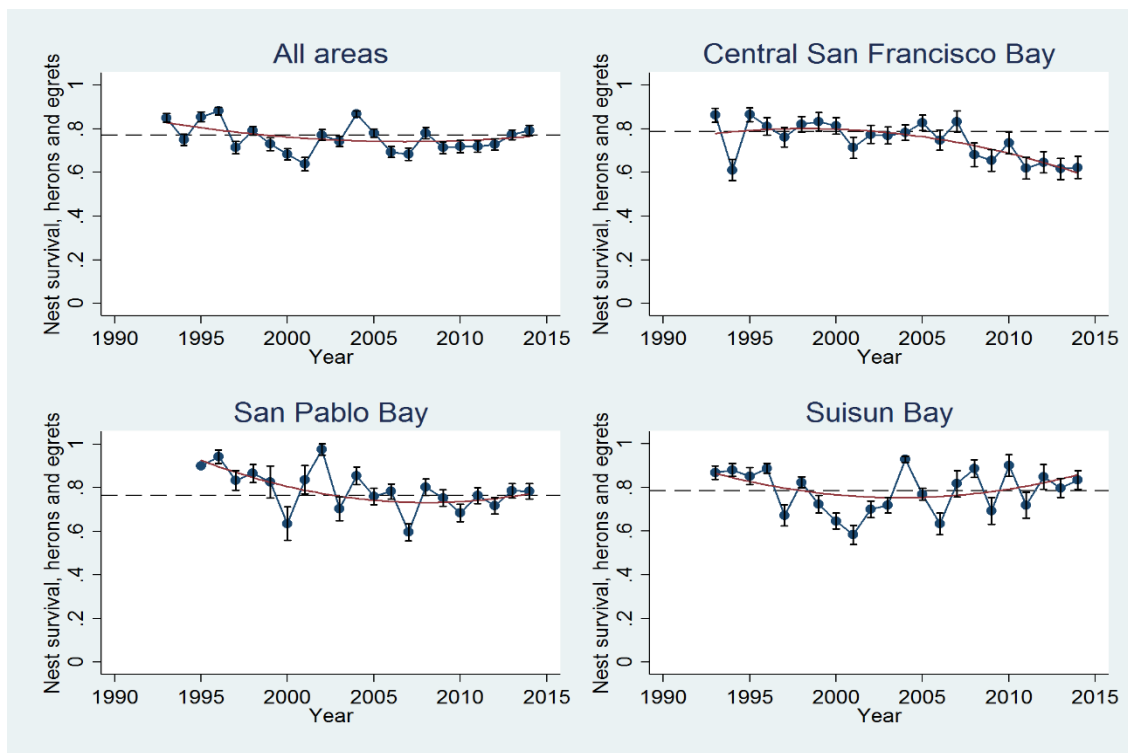 All areas
Nest survival, herons and egrets
1
.8
.6
.4
.2
0
1990 1995 2000 2005 2010 2015
Year
Central San Francisco Bay
Nest survival, herons and egrets
1
.8
.6
.4
.2
0
1990 1995 2000 2005 2010 2015
Year
San Pablo Bay
Nest survival, herons and egrets
1
.8
.6
.4
.2
0
1990 1995 2000 2005 2010 2015
Year
Suisun Bay
Nest survival, herons and egrets
1
.8
.6
.4
.2
0
1990 1995 2000 2005 2010 2015
Year